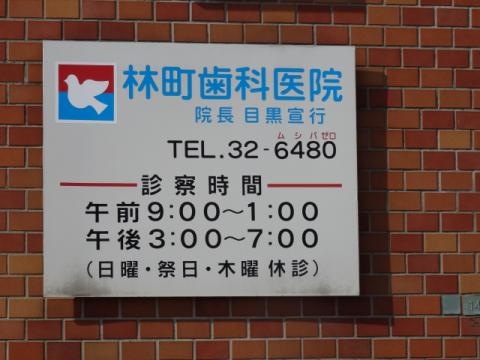 林町歯科医院
院長 目黒宣行
ムシバゼロ
TEL.32-6480
診察時間
午前9:00~1:00
午後3:00~7:00
(日曜・祭日・木曜 休診)